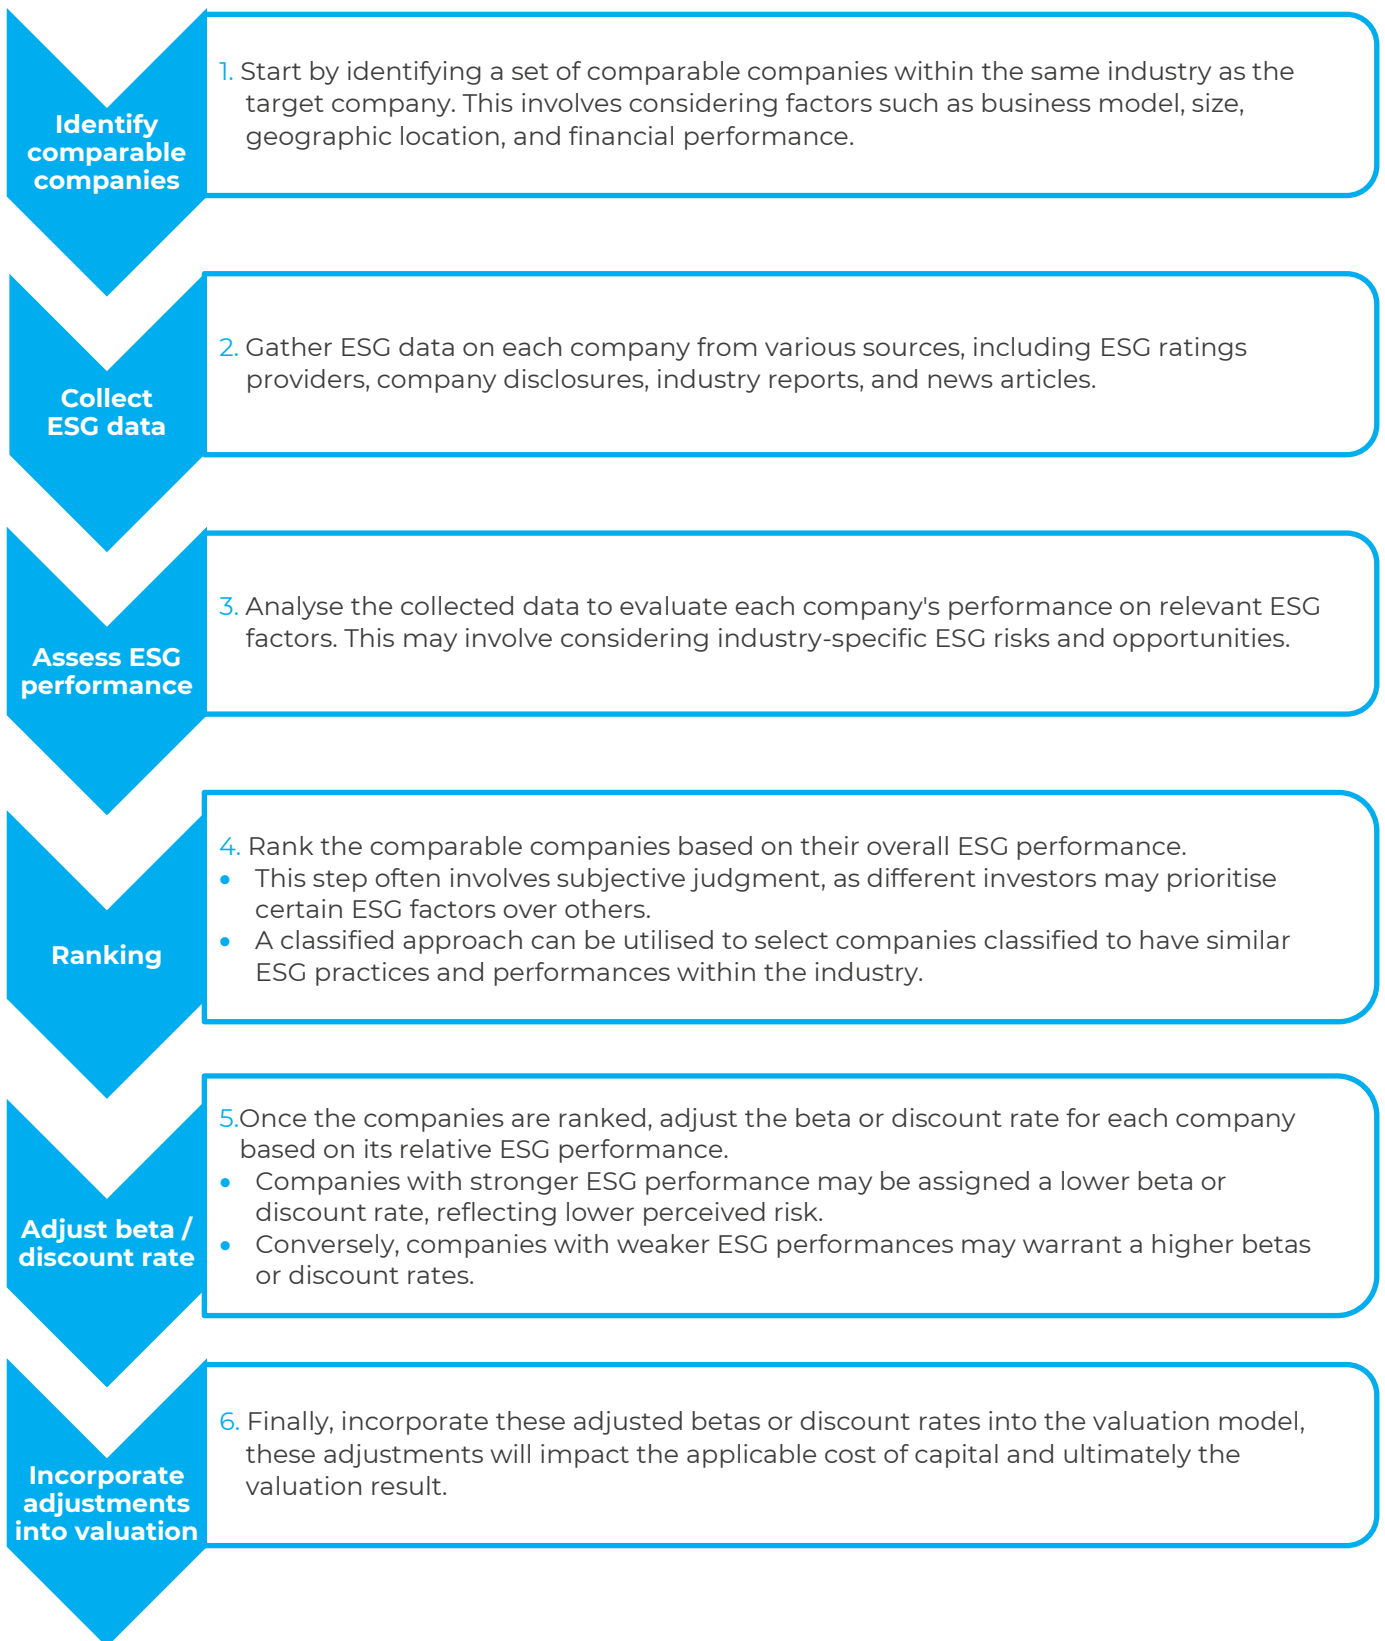 Identify
comparable
companies
1. Start by identifying a set of comparable companies within the same industry as the
target company. This involves considering factors such as business model, size,
geographic location, and financial performance.
Collect
ESG data
2. Gather ESG data on each company from various sources, including ESG ratings
providers, company disclosures, industry reports, and news articles.
Assess ESG
performance
3. Analyse the collected data to evaluate each company's performance on relevant ESG
factors. This may involve considering industry-specific ESG risks and opportunities.
Ranking
4. Rank the comparable companies based on their overall ESG performance.
• This step often involves subjective judgment, as different investors may prioritise
certain ESG factors over others.
• A classified approach can be utilised to select companies classified to have similar
ESG practices and performances within the industry.
Adjust beta /
discount rate
5.Once the companies are ranked, adjust the beta or discount rate for each company
based on its relative ESG performance.
• Companies with stronger ESG performance may be assigned a lower beta or
discount rate, reflecting lower perceived risk.
• Conversely, companies with weaker ESG performances may warrant a higher betas
or discount rates.
Incorporate
adjustments
into valuation
6. Finally, incorporate these adjusted betas or discount rates into the valuation model,
these adjustments will impact the applicable cost of capital and ultimately the
valuation result.